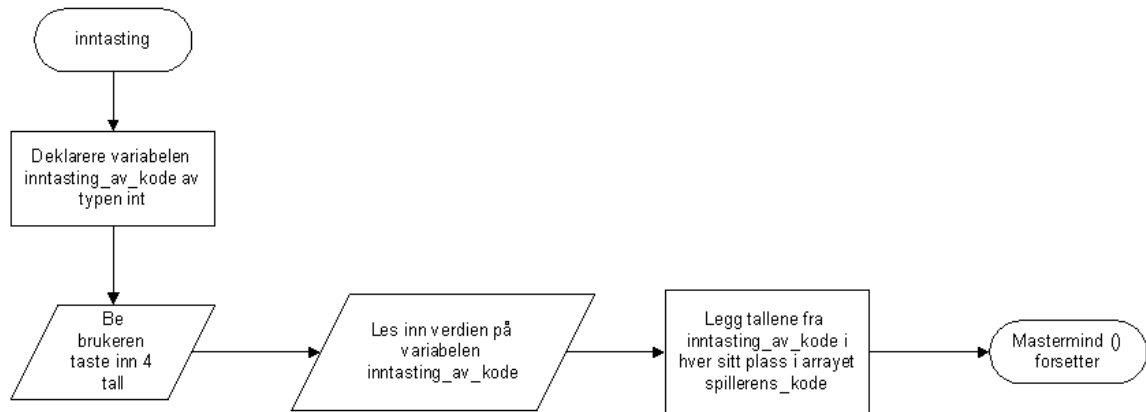 inntasting
Deklarere variabelen
inntasting_av_kode av
typen int
Be
brukeren
taste inn 4
tall
Les inn verdien på
variabelen
inntasting_av_kode
Legg tallene fra
inntasting_av_kode i
hver sitt plass i arrayet
spillerens_kode
Mastermind ()
forsetter